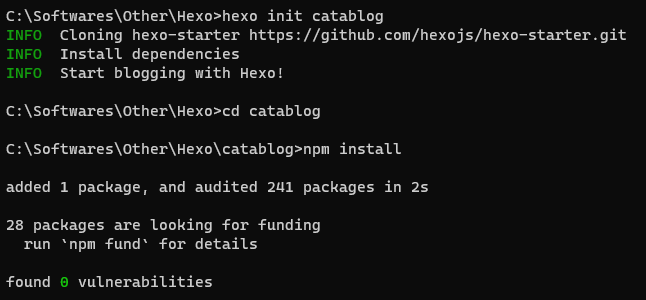 C:\Softwares\Other\Hexo>hexo init catablog
INFO  Cloning hexo-starter https://github.com/hexojs/hexo-starter.git
INFO  Install dependencies
INFO  Start blogging with Hexo!
C:\Softwares\Other\Hexo>cd catablog
C:\Softwares\Other\Hexo\catablog>npm install
added 1 package, and audited 241 packages in 2s
28 packages are looking for funding
  run `npm fund` for details
found 0 vulnerabilities